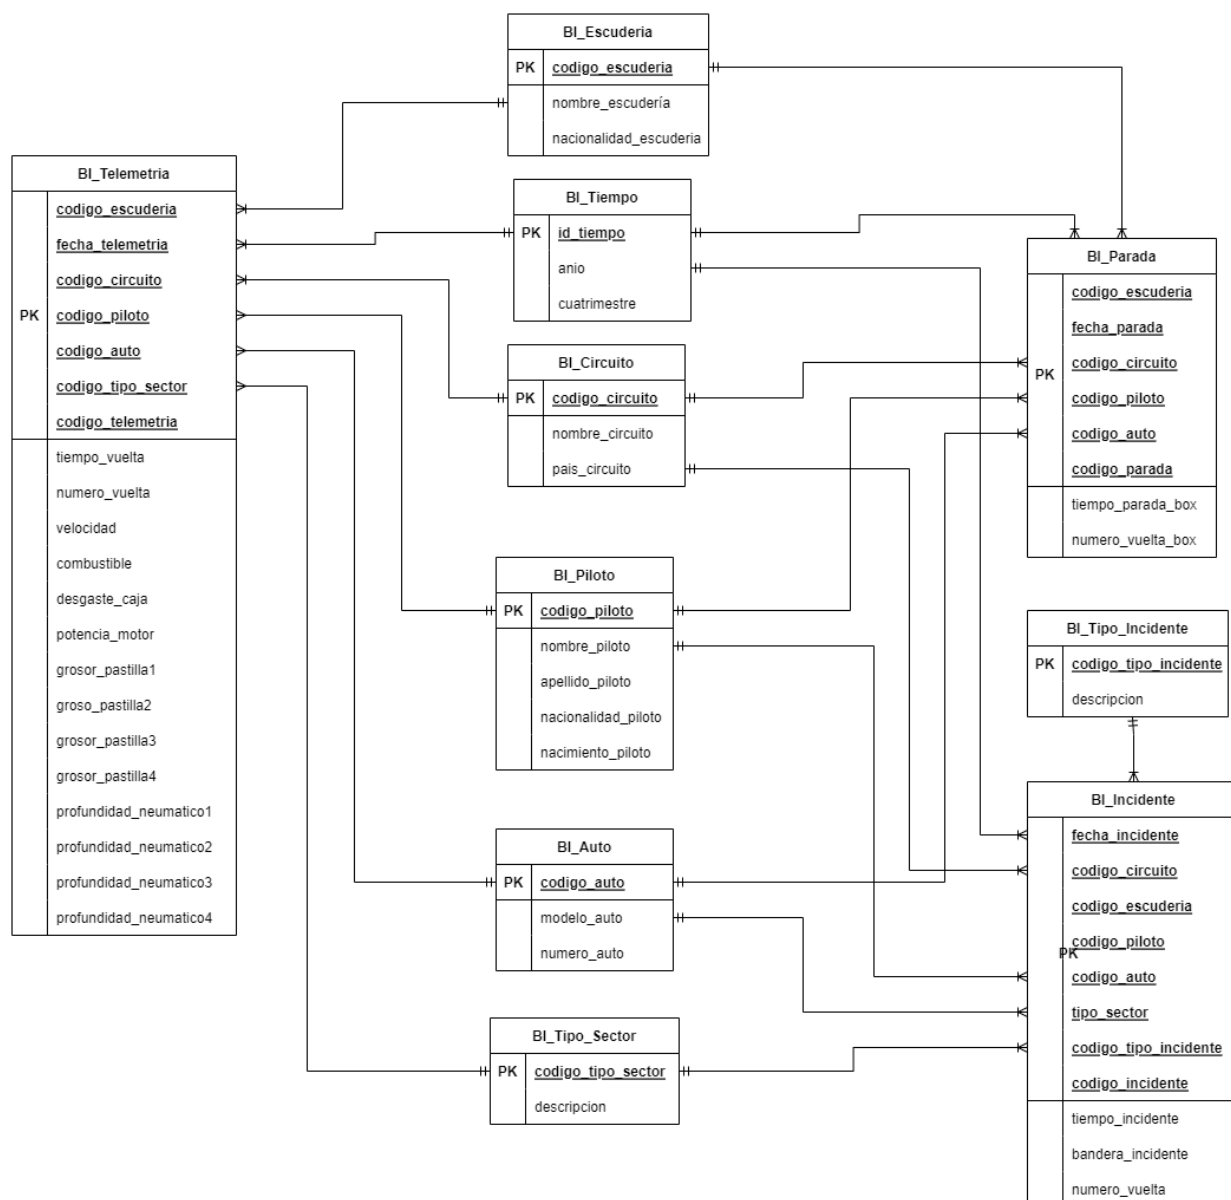 BI_Escuderia
PK codigo_escuderia
nombre_escudería
nacionalidad_escuderia
BI_Telemetria
PK
codigo_escuderia
fecha_telemetria
codigo_circuito
codigo_piloto
codigo_auto
codigo_tipo_sector
codigo_telemetria
tiempo_vuelta
numero_vuelta
velocidad
combustible
desgaste_caja
potencia_motor
grosor_pastilla1
groso_pastilla2
grosor_pastilla3
grosor_pastilla4
profundidad_neumatico1
profundidad_neumatico2
profundidad_neumatico3
profundidad_neumatico4
BI_Tiempo
PK id_tiempo
anio
cuatrimestre
BI_Circuito
PK codigo_circuito
nombre_circuito
pais_circuito
BI_Piloto
PK codigo_piloto
nombre_piloto
apellido_piloto
nacionalidad_piloto
nacimiento_piloto
BI_Auto
PK codigo_auto
modelo_auto
numero_auto
BI_Tipo_Sector
PK codigo_tipo_sector
descripcion
BI_Parada
PK
codigo_escuderia
fecha_parada
codigo_circuito
codigo_piloto
codigo_auto
codigo_parada
tiempo_parada_box
numero_vuelta_box
BI_Tipo_Incidente
PK codigo_tipo_incidente
descripcion
BI_Incidente
PK
fecha_incidente
codigo_circuito
codigo_escuderia
codigo_piloto
codigo_auto
tipo_sector
codigo_tipo_incidente
codigo_incidente
tiempo_incidente
bandera_incidente
numero_vuelta